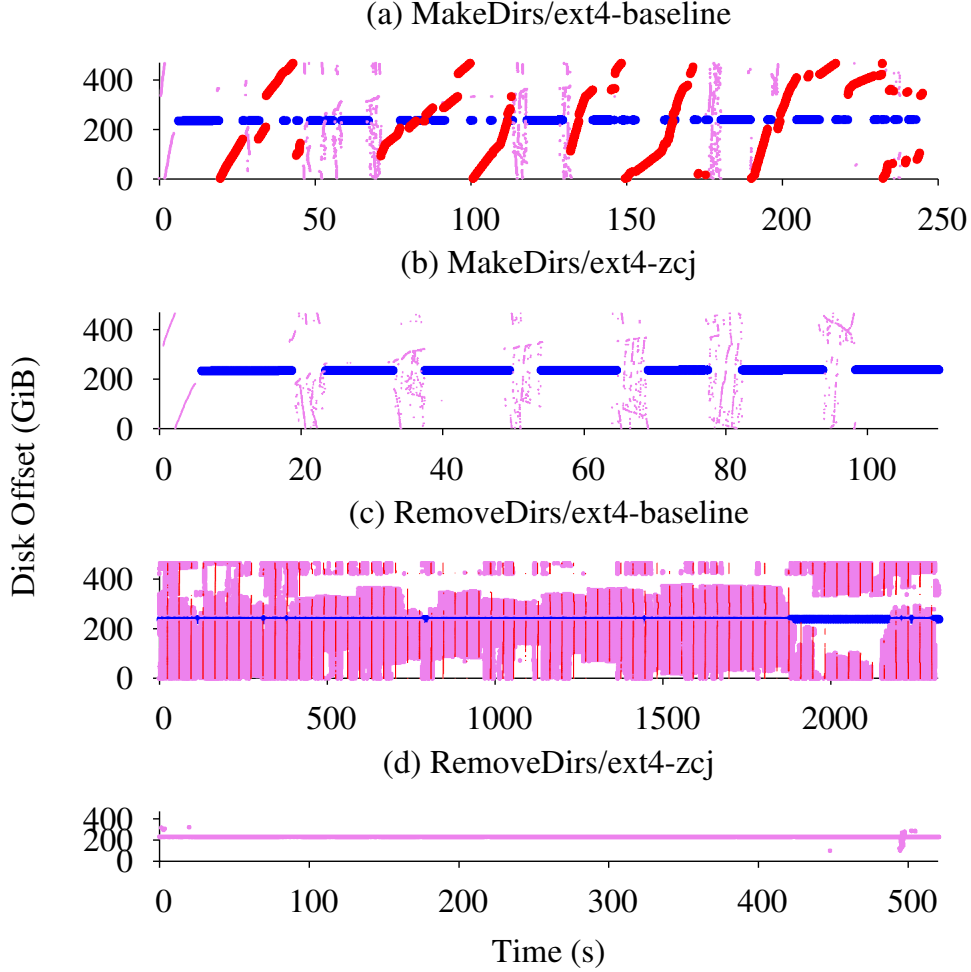 (a) MakeDirs/ext4-baseline
400
200
0
0 50 100 150 200 250
(b) MakeDirs/ext4-zcj
400
200
0
0 20 40 60 80 100
(c) RemoveDirs/ext4-baseline
400
200
0
0 500 1000 1500 2000
(d) RemoveDirs/ext4-zcj
400
200
0
0 100 200 300 400 500
Time (s)
Disk Offset (GiB)